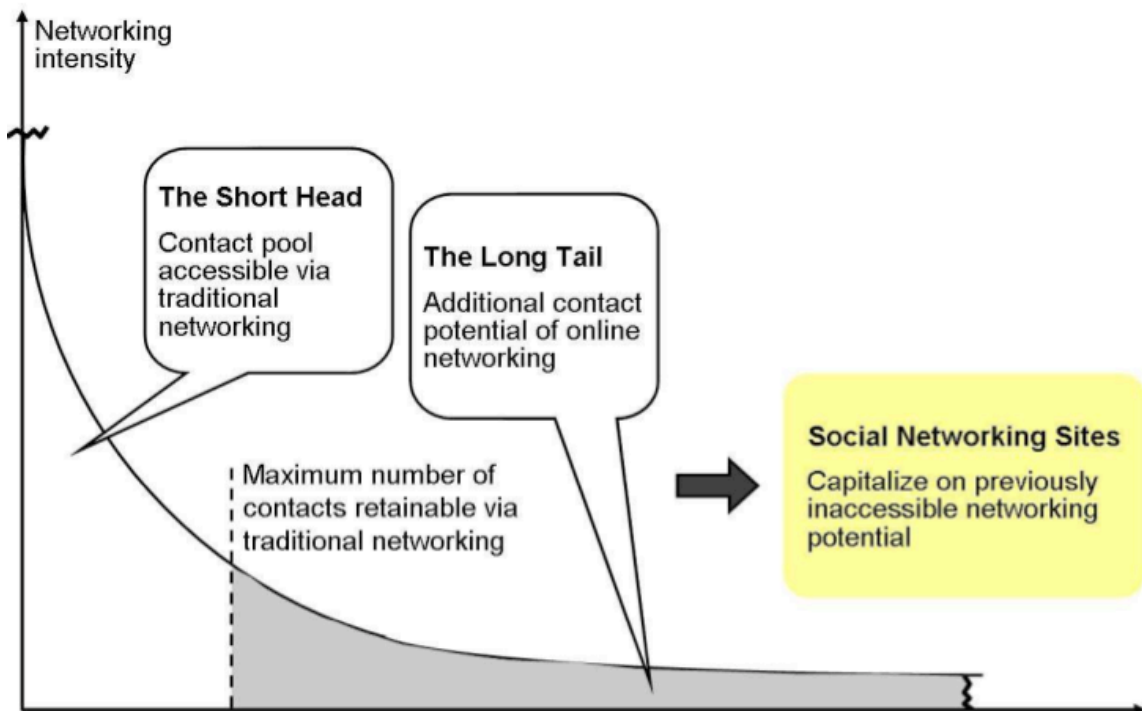 Networking
intensity
The Short Head
Contact pool
accessible via
traditional
networking
The Long Tail
Additional contact
potential of online
networking
Maximum number of
contacts retainable via
traditional networking
Social Networking Sites
Capitalize on previously
inaccessible networking
potential